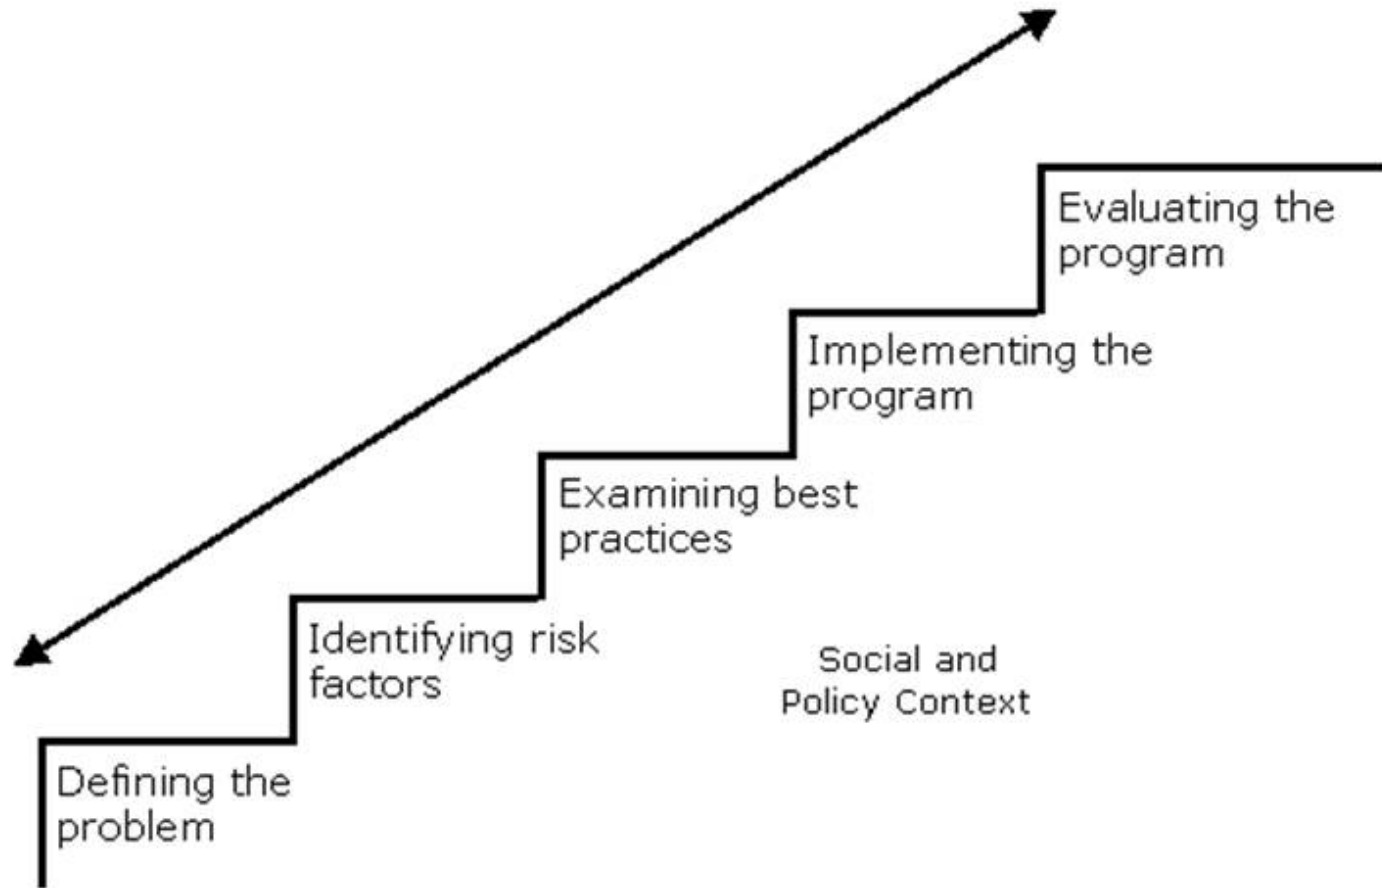 Evaluating the
program
Implementing the
program
Examining best
practices
Identifying risk
factors
Social and
Policy Context
Defining the
problem